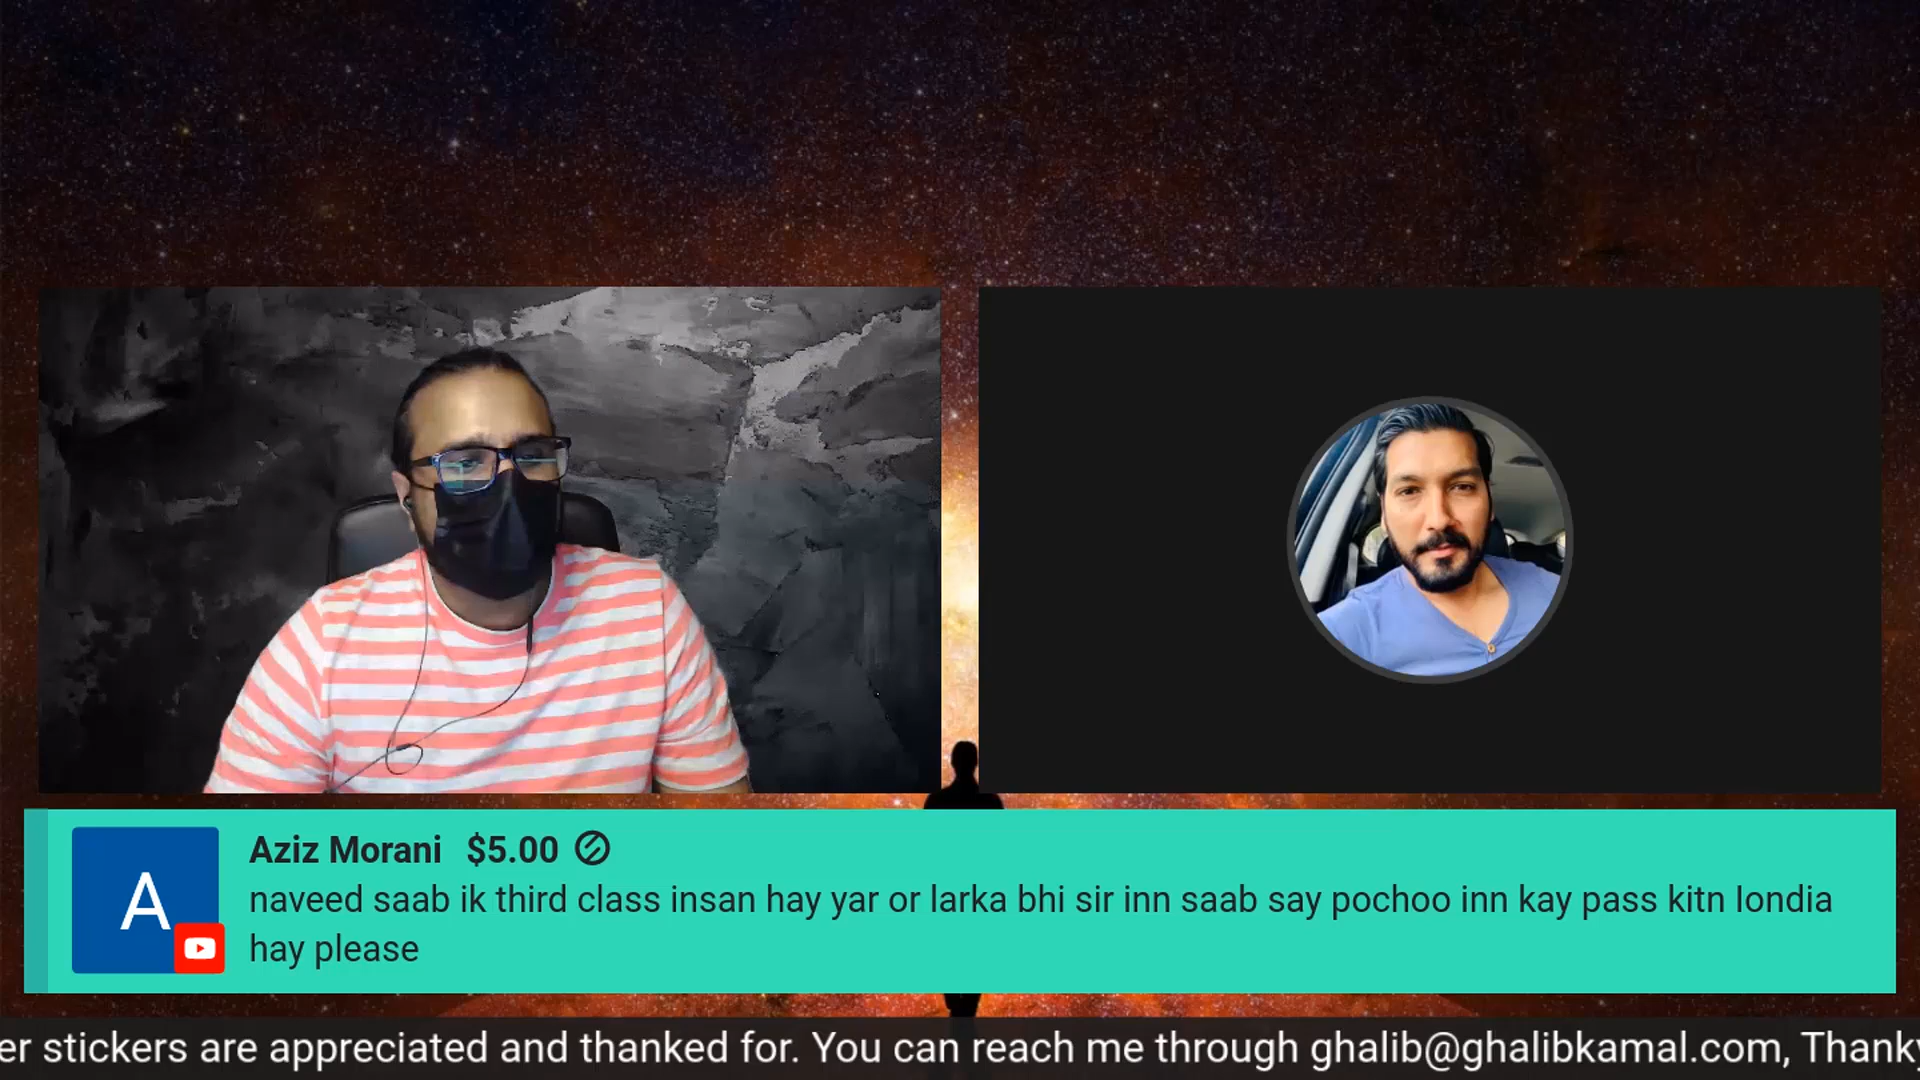 A
Aziz Morani $5.00
naveed saab ik third class insan hay yar or larka bhi sir inn saab say pochoo inn kay pass kitn londia
hay please
er stickers are appreciated and thanked for. You can reach me through ghalib@ghalibkamal.com, Thanky